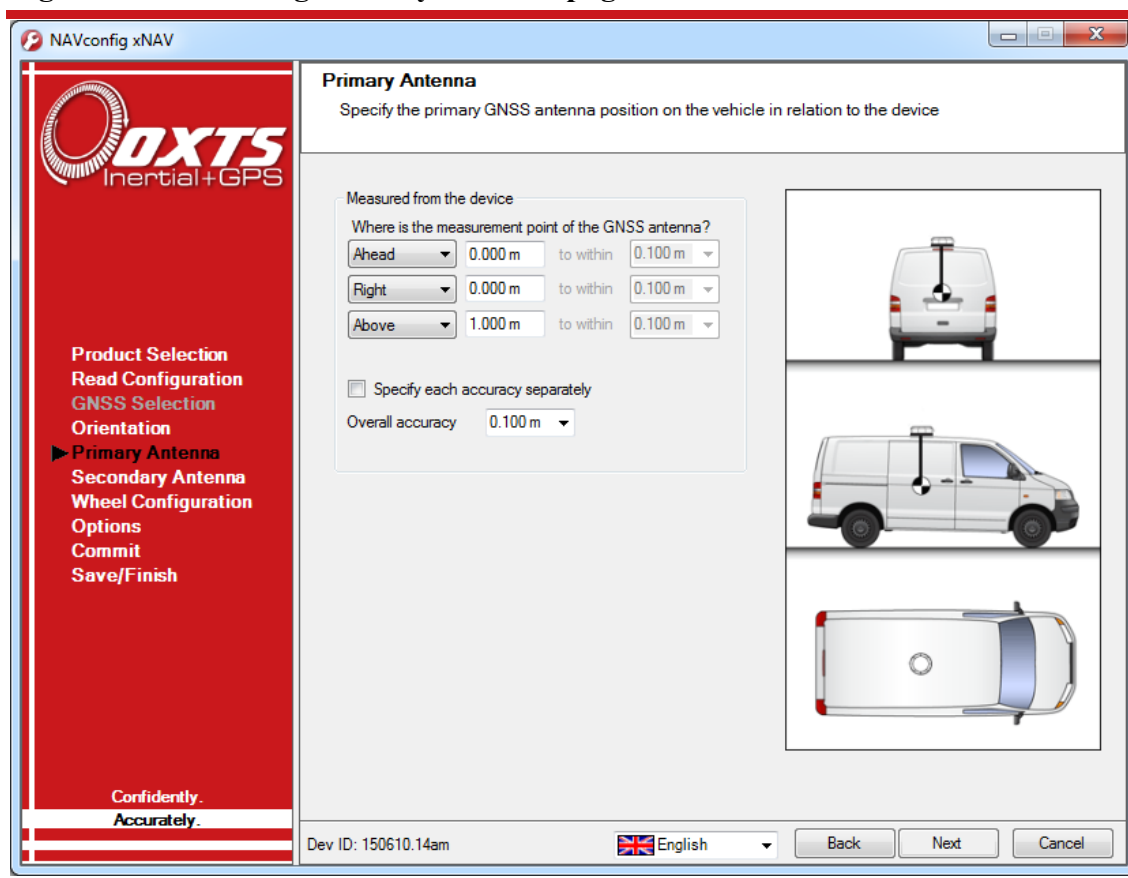 NAVconfig xNAV
OXTS
Inertial+GPS
Product Selection
Read Configuration
GNSS Selection
Orientation
Primary Antenna
Secondary Antenna
Wheel Configuration
Options
Commit
Save/Finish
Confidently.
Accurately.
Primary Antenna
Specify the primary GNSS antenna position on the vehicle in relation to the device
Measured from the device
Where is the measurement point of the GNSS antenna?
Ahead 0.000 m to within 0.100 m
Right 0.000 m to within 0.100 m
Above 1.000 m to within 0.100 m
Specify each accuracy separately
Overall accuracy 0.100 m
Dev ID: 150610.14am English Back Next Cancel